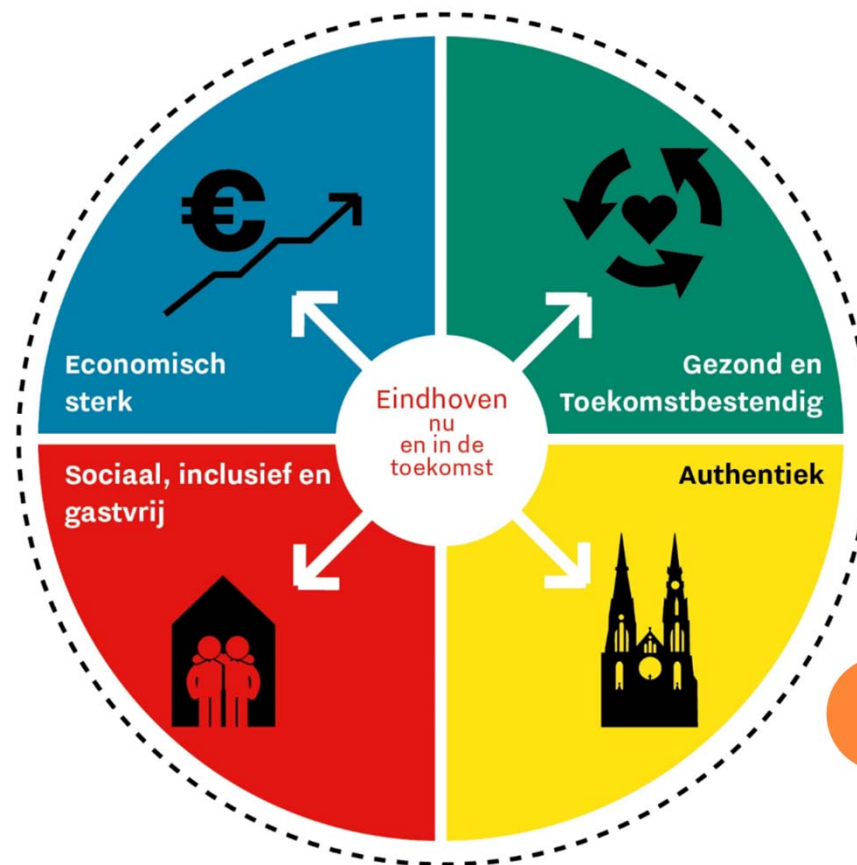 Economisch
sterk
Gezond en
Toekomstbestendig
Eindhoven
nu
en in de
toekomst
Sociaal, inclusief en
gastvrij
Authentiek